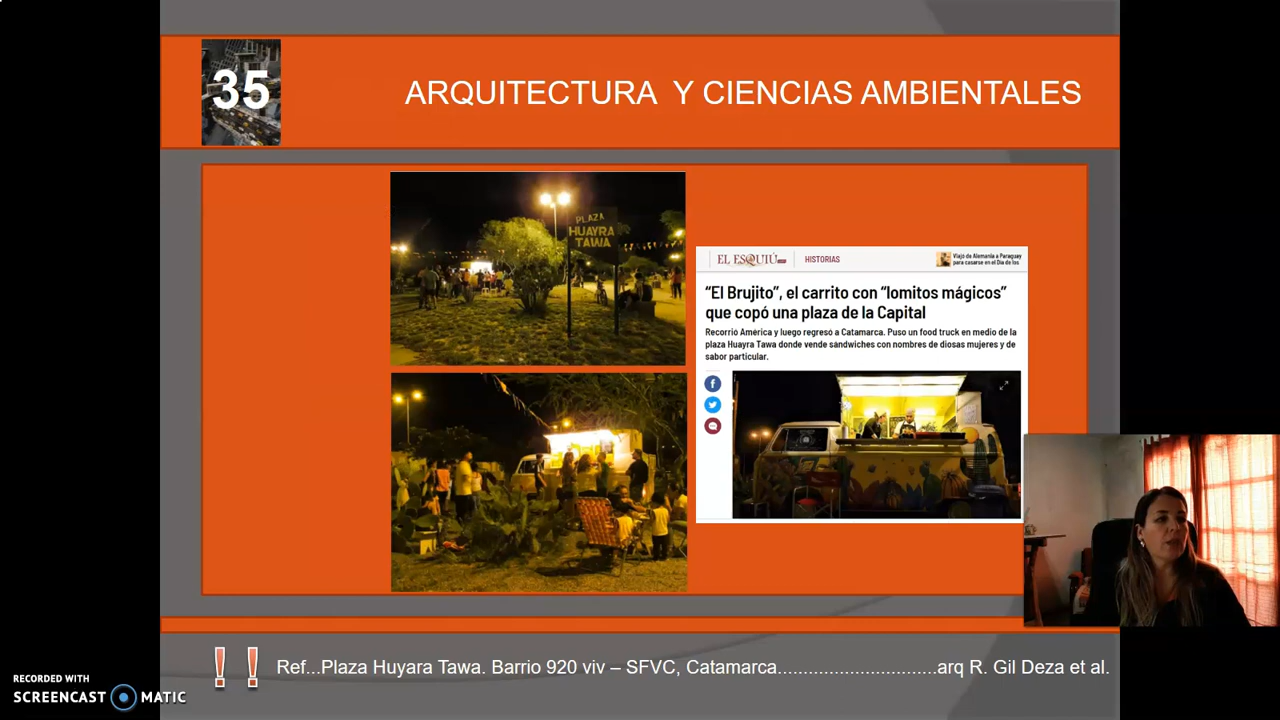 35
ARQUITECTURA Y CIENCIAS AMBIENTALES
PLAZA
HUAYRA
TAWA
EL ESQUIÚ.com
HISTORIAS
Viajó de Alemania a Paraguay
para casarse en el Día de los
“El Brujito”, el carrito con “lomitos mágicos”
que copó una plaza de la Capital
Recorrió América y luego regresó a Catamarca. Puso un food truck en medio de la
plaza Huayra Tawa donde vende sándwiches con nombres de diosas mujeres y de
sabor particular.
!! Ref...Plaza Huyara Tawa. Barrio 920 viv – SFVC, Catamarca.............................arq R. Gil Deza et al.
RECORDED WITH
SCREENCAST MATIC